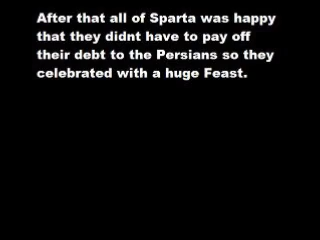 After that all of Sparta was happy
that they didnt have to pay off
their debt to the Persians so they
celebrated with a huge Feast.